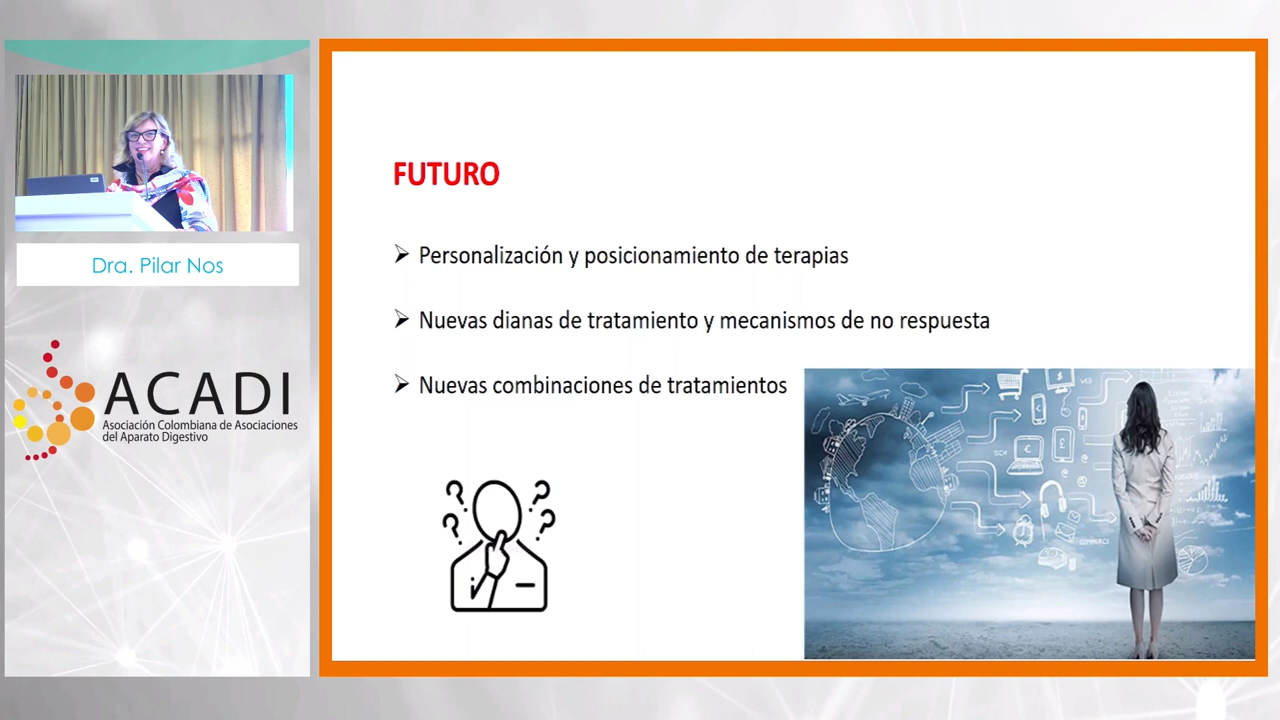 Dra. Pilar Nos
ACADI
Asociación Colombiana de Asociaciones
del Aparato Digestivo
FUTURO
Personalización y posicionamiento de terapias
Nuevas dianas de tratamiento y mecanismos de no respuesta
Nuevas combinaciones de tratamientos